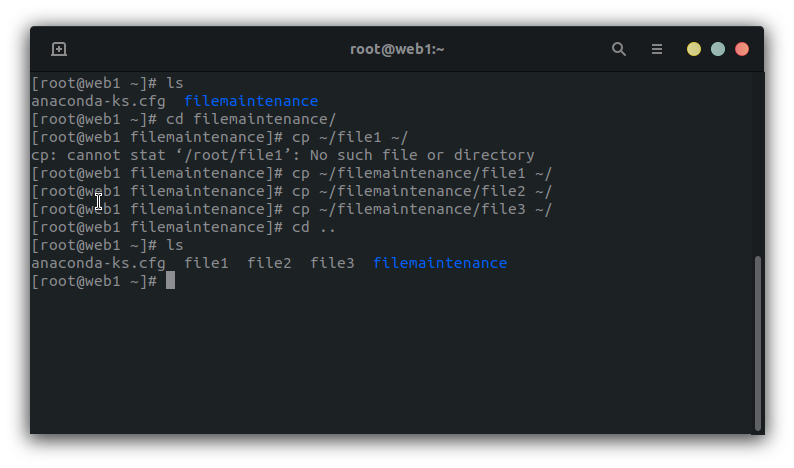 root@web1:~
[root@web1 ~]# ls
anaconda-ks.cfg  filemaintenance
[root@web1 ~]# cd filemaintenance/
[root@web1 filemaintenance]# cp ~/file1 ~/
cp: cannot stat ‘/root/file1’: No such file or directory
[root@web1 filemaintenance]# cp ~/filemaintenance/file1 ~/
[root@web1 filemaintenance]# cp ~/filemaintenance/file2 ~/
[root@web1 filemaintenance]# cp ~/filemaintenance/file3 ~/
[root@web1 filemaintenance]# cd ..
[root@web1 ~]# ls
anaconda-ks.cfg  file1  file2  file3  filemaintenance
[root@web1 ~]#